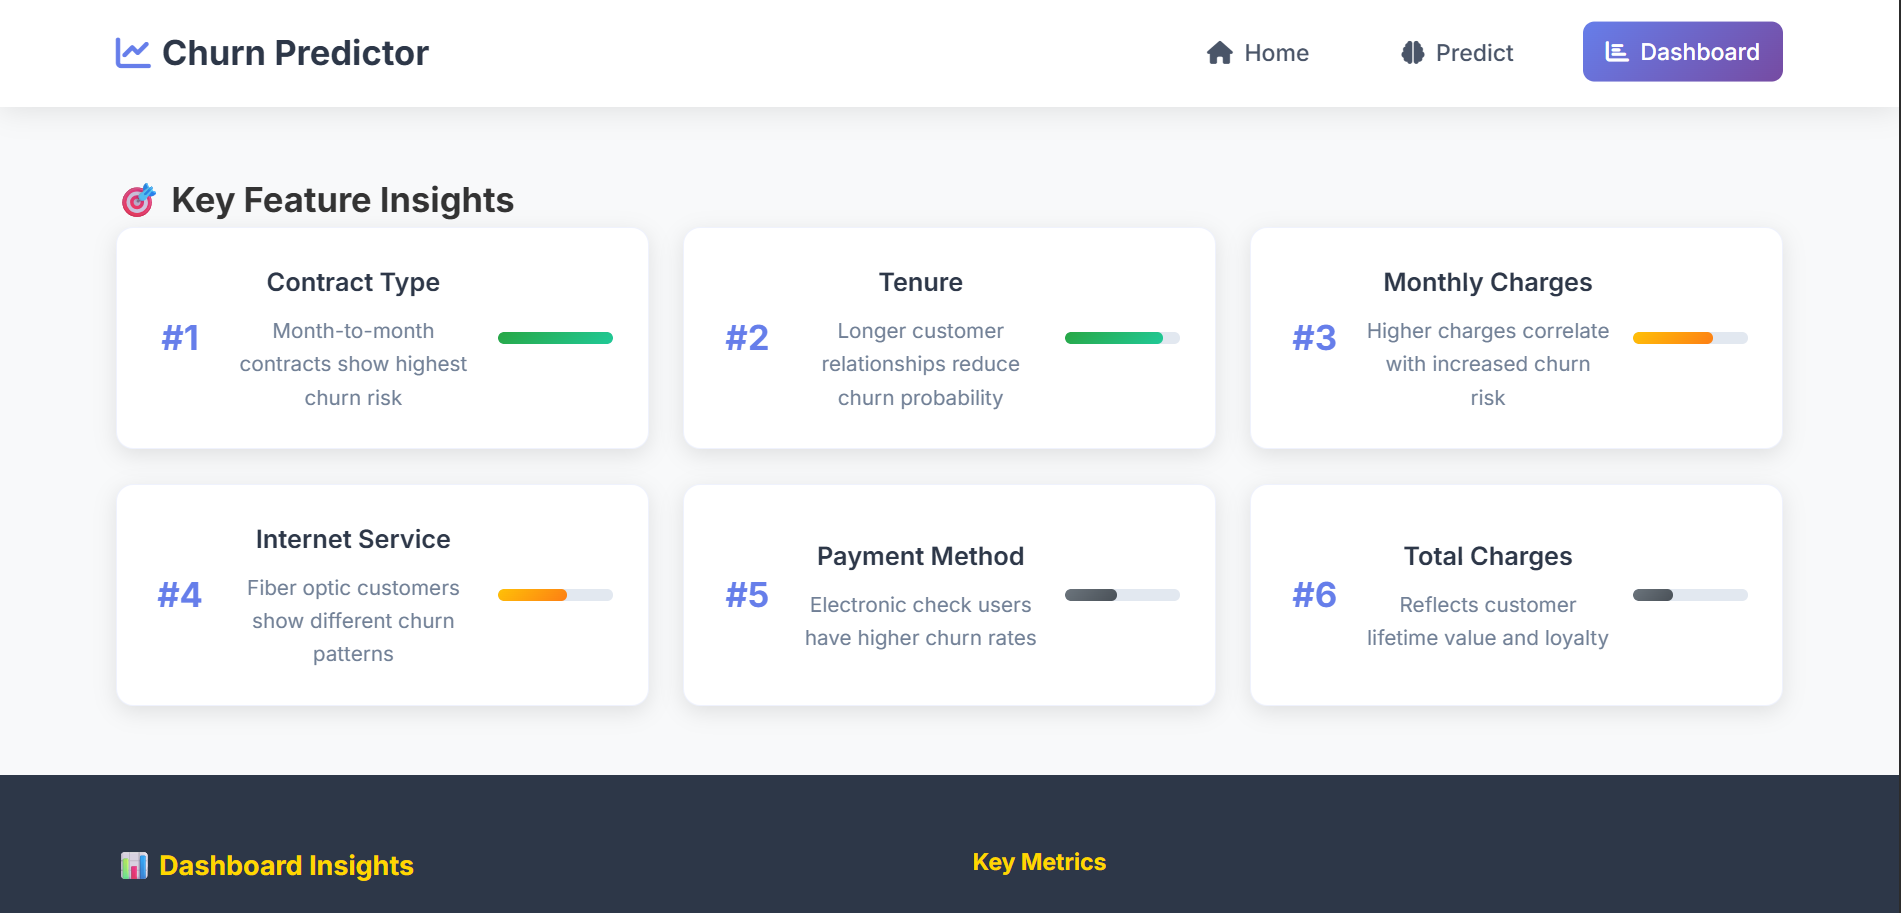 Churn Predictor
Home
Predict
Dashboard
Key Feature Insights
#1
Contract Type
Month-to-month
contracts show highest
churn risk
#2
Tenure
Longer customer
relationships reduce
churn probability
#3
Monthly Charges
Higher charges correlate
with increased churn
risk
#4
Internet Service
Fiber optic customers
show different churn
patterns
#5
Payment Method
Electronic check users
have higher churn rates
#6
Total Charges
Reflects customer
lifetime value and loyalty
Dashboard Insights
Key Metrics